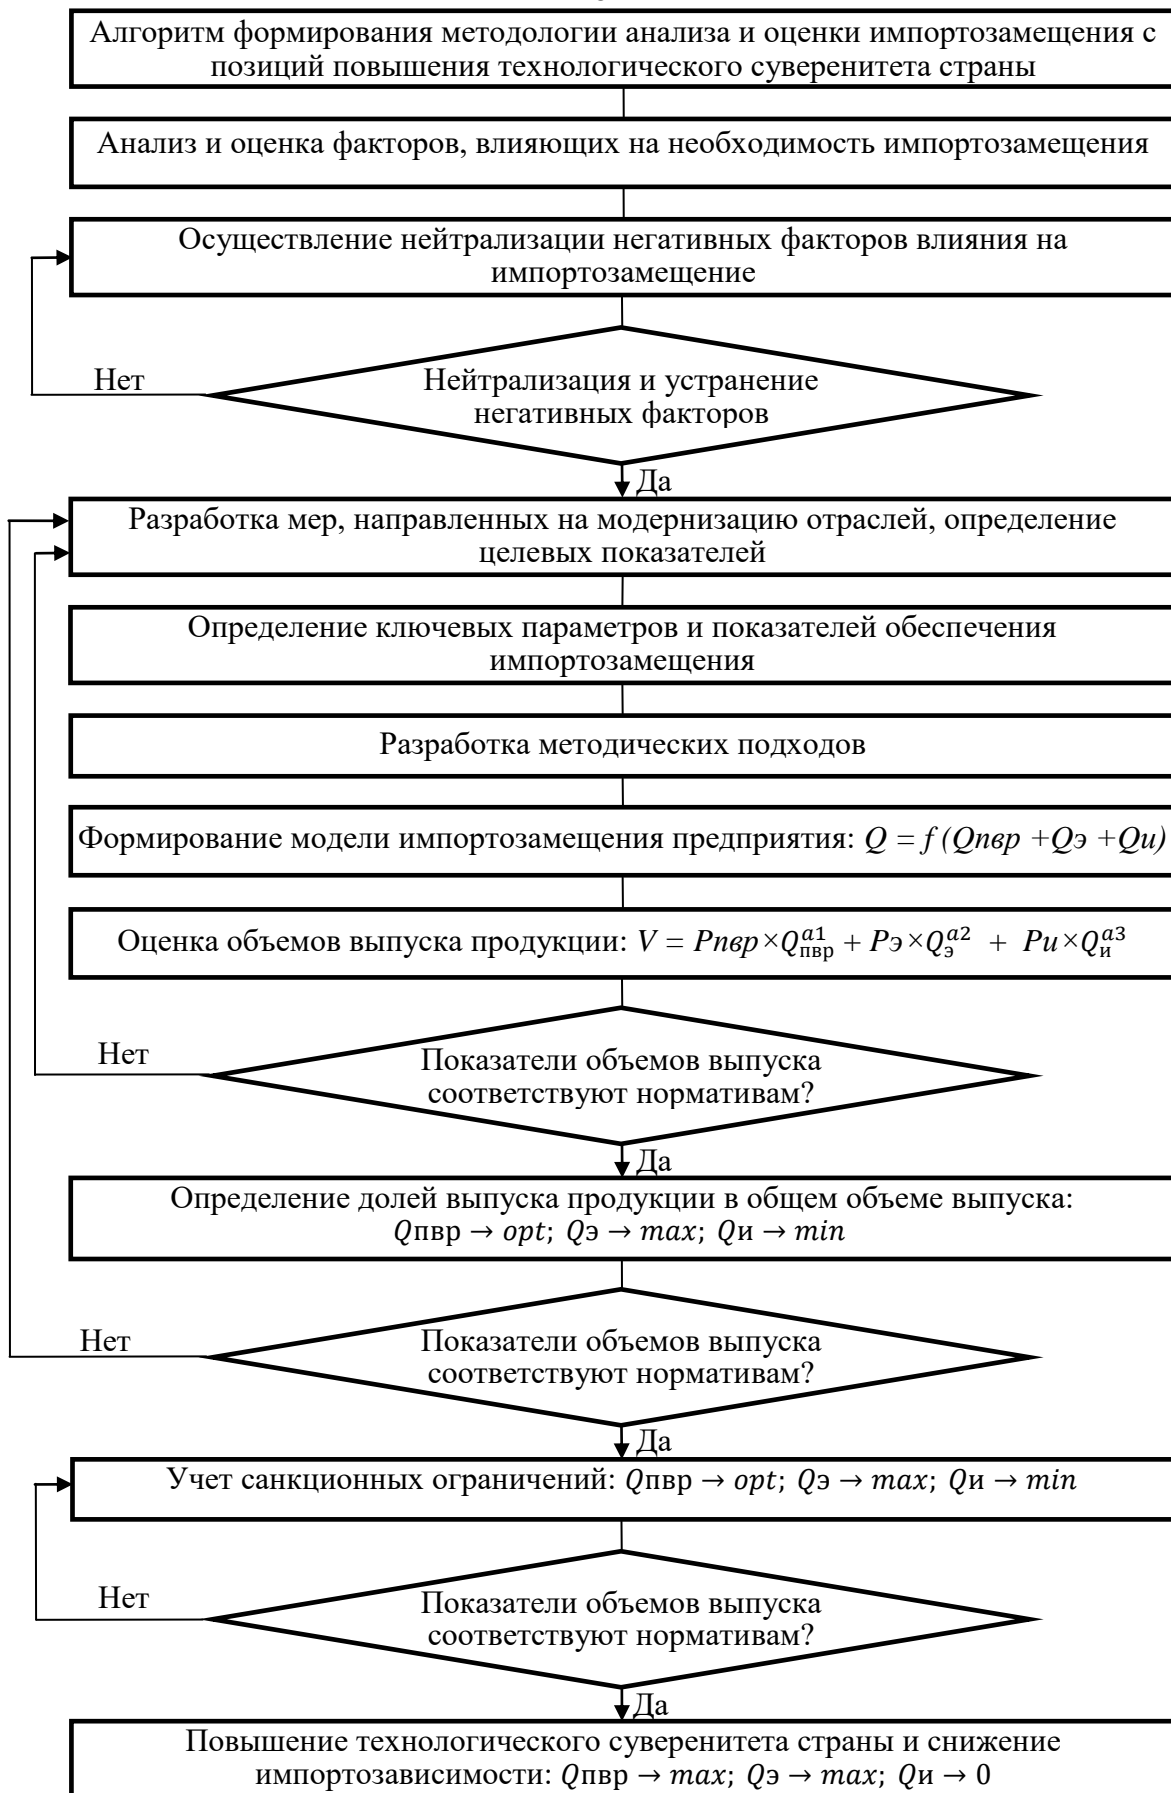 Алгоритм формирования методологии анализа и оценки импортозамещения с
позиций повышения технологического суверенитета страны
Анализ и оценка факторов, влияющих на необходимость импортозамещения
Осуществление нейтрализации негативных факторов влияния на
импортозамещение
Нет
Нейтрализация и устранение
негативных факторов
Да
Разработка мер, направленных на модернизацию отраслей, определение
целевых показателей
Определение ключевых параметров и показателей обеспечения
импортозамещения
Разработка методических подходов
Формирование модели импортозамещения предприятия: Q = f (Qпвр +Qэ +Qи)
Оценка объемов выпуска продукции: V = Pпвр×Q_{пвр}^{a1} + Pэ×Q_{э}^{a2} + Pи×Q_{и}^{a3}
Нет
Показатели объемов выпуска
соответствуют нормативам?
Да
Определение долей выпуска продукции в общем объеме выпуска:
Qпвр → opt; Qэ → max; Qи → min
Нет
Показатели объемов выпуска
соответствуют нормативам?
Да
Учет санкционных ограничений: Qпвр → opt; Qэ → max; Qи → min
Нет
Показатели объемов выпуска
соответствуют нормативам?
Да
Повышение технологического суверенитета страны и снижение
импортозависимости: Qпвр → max; Qэ → max; Qи → 0